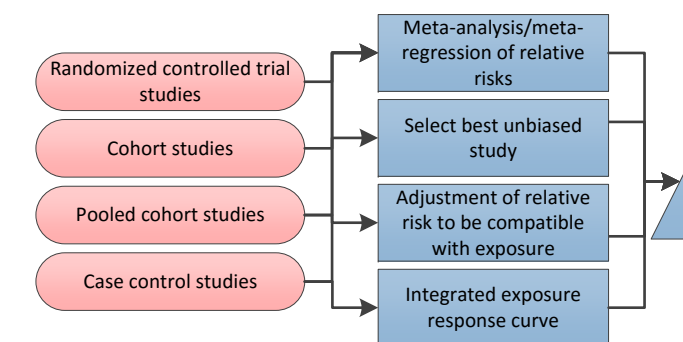 Randomized controlled trial
studies
Cohort studies
Pooled cohort studies
Case control studies
Meta-analysis/meta-
regression of relative
risks
Select best unbiased
study
Adjustment of relative
risk to be compatible
with exposure
Integrated exposure
response curve